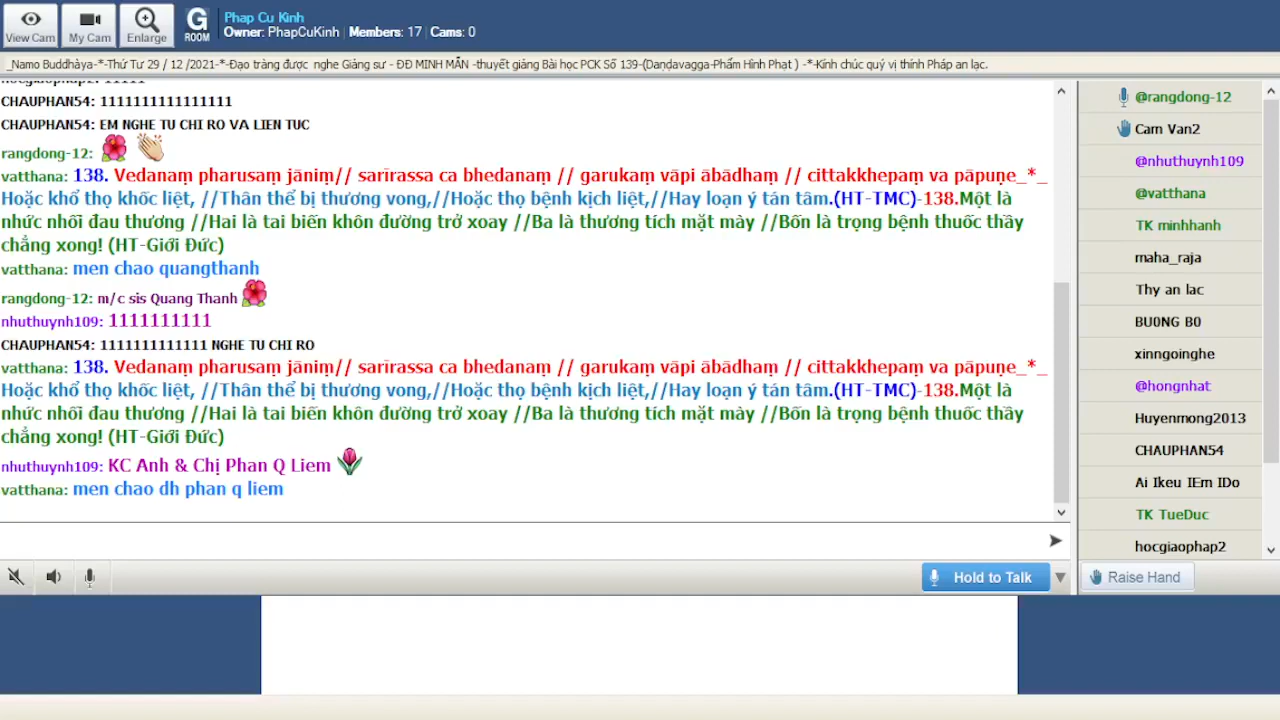 View Cam
My Cam
Enlarge
G
ROOM
Phap Cu Kinh
Owner: PhapCuKinh | Members: 17 | Cams: 0
_Namo Buddhàya-*-Thứ Tư 29 / 12 /2021-*-Đạo tràng được nghe Giảng sư - ĐĐ MINH MẪN -thuyết giảng Bài học PCK Số 139-(Daṇḍavagga-Phẩm Hình Phạt ) -*-Kính chúc quý vị thính Pháp an lạc.
hocgiaophap2: 11111
CHAUPHAN54: 1111111111111111
CHAUPHAN54: EM NGHE TU CHI RO VA LIEN TUC
rangdong-12:
vatthana: 138. Vedanaṃ pharusaṃ jāniṃ// sarīrassa ca bhedanaṃ // garukaṃ vāpi ābādhaṃ // cittakkhepaṃ va pāpuṇe_*_
Hoặc khổ thọ khốc liệt, //Thân thể bị thương vong,//Hoặc thọ bệnh kịch liệt,//Hay loạn ý tán tâm.(HT-TMC)-138.Một là
nhức nhối đau thương //Hai là tai biến khôn đường trở xoay //Ba là thương tích mặt mày //Bốn là trọng bệnh thuốc thầy
chẳng xong! (HT-Giới Đức)
vatthana: men chao quangthanh
rangdong-12: m/c sis Quang Thanh
nhuthuynh109: 1111111111
CHAUPHAN54: 1111111111111 NGHE TU CHI RO
vatthana: 138. Vedanaṃ pharusaṃ jāniṃ// sarīrassa ca bhedanaṃ // garukaṃ vāpi ābādhaṃ // cittakkhepaṃ va pāpuṇe_*_
Hoặc khổ thọ khốc liệt, //Thân thể bị thương vong,//Hoặc thọ bệnh kịch liệt,//Hay loạn ý tán tâm.(HT-TMC)-138.Một là
nhức nhối đau thương //Hai là tai biến khôn đường trở xoay //Ba là thương tích mặt mày //Bốn là trọng bệnh thuốc thầy
chẳng xong! (HT-Giới Đức)
nhuthuynh109: KC Anh & Chị Phan Q Liem
vatthana: men chao dh phan q liem
Hold to Talk
@rangdong-12
Cam Van2
@nhuthuynh109
@vatthana
TK minhhanh
maha_raja
Thy an lac
BU0NG B0
xinngoinghe
@hongnhat
Huyenmong2013
CHAUPHAN54
Ai Ikeu IEm IDo
TK TueDuc
hocgiaophap2
Raise Hand